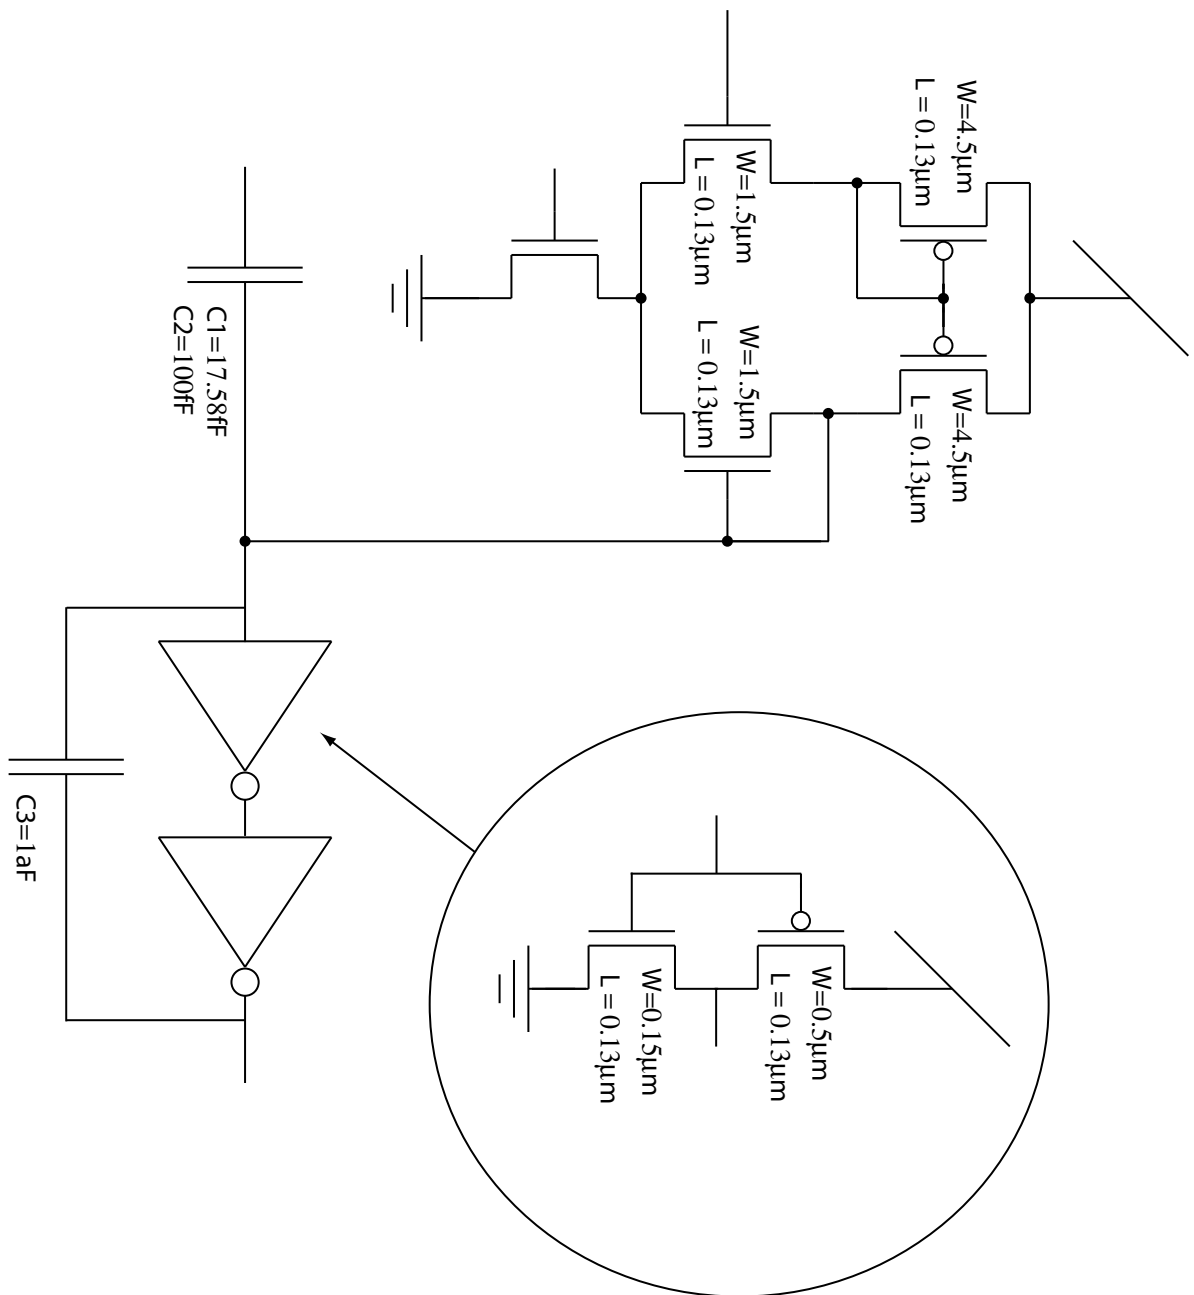 W=4.5μm
L = 0.13μm
W=4.5μm
L = 0.13μm
W=1.5μm
L = 0.13μm
W=1.5μm
L = 0.13μm
C1=17.58fF
C2=100fF
W=0.5μm
L = 0.13μm
W=0.15μm
L = 0.13μm
C3=1aF